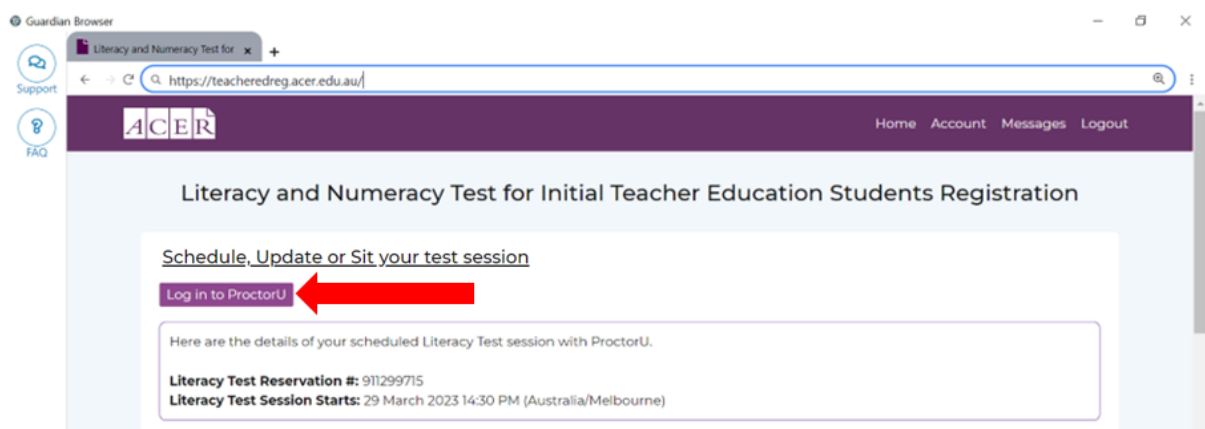 Guardian Browser
Literacy and Numeracy Test for x +
https://teacheredreg.acer.edu.au/
Support
FAQ
ACER
Home Account Messages Logout
Literacy and Numeracy Test for Initial Teacher Education Students Registration
Schedule, Update or Sit your test session
Log in to ProctorU
Here are the details of your scheduled Literacy Test session with ProctorU.
Literacy Test Reservation #: 911299715
Literacy Test Session Starts: 29 March 2023 14:30 PM (Australia/Melbourne)